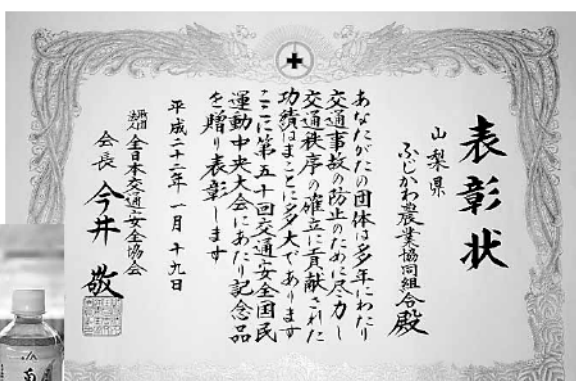 表彰状
山梨県
ふじかわ農業協同組合殿
あなたがたの団体は多年にわたり
交通事故の防止のために尽力し
交通秩序の確立に貢献された
功績はまことに多大であります
ここに第五十回交通安全国民
運動中央大会にあたり記念品
を贈り表彰します
平成二十二年一月十九日
財団法人 全日本交通安全協会
会長 今井敬